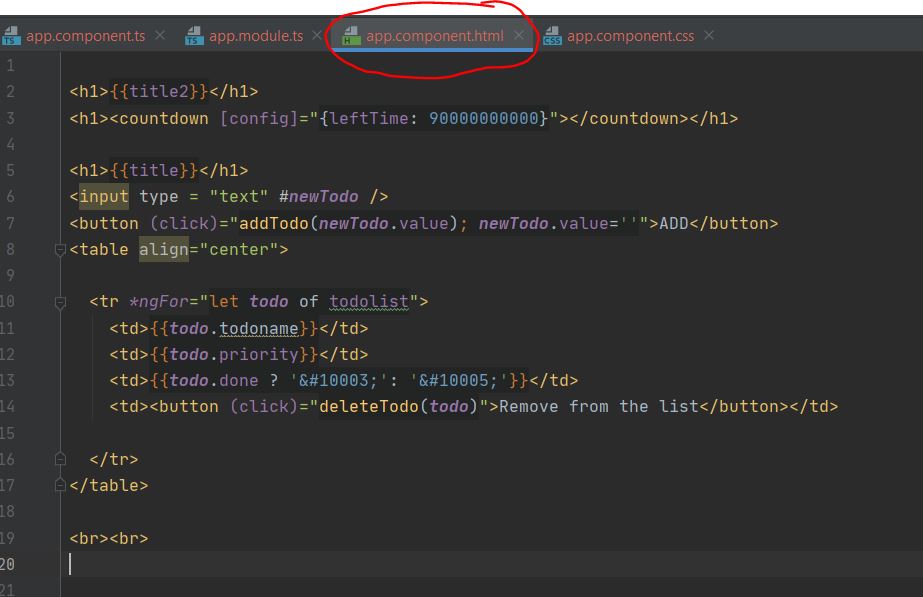 TS app.component.ts × TS app.module.ts × H app.component.html × CSS app.component.css ×
1
2 <h1>{{title2}}</h1>
3 <h1><countdown [config]="{leftTime: 90000000000}"></countdown></h1>
4
5 <h1>{{title}}</h1>
6 <input type = "text" #newTodo />
7 <button (click)="addTodo(newTodo.value); newTodo.value=''">ADD</button>
8 <table align="center">
9
10 <tr *ngFor="let todo of todolist">
11 <td>{{todo.todoname}}</td>
12 <td>{{todo.priority}}</td>
13 <td>{{todo.done ? '&#10003;': '&#10005;'}}</td>
14 <td><button (click)="deleteTodo(todo)">Remove from the list</button></td>
15
16 </tr>
17 </table>
18
19 <br><br>
20
21